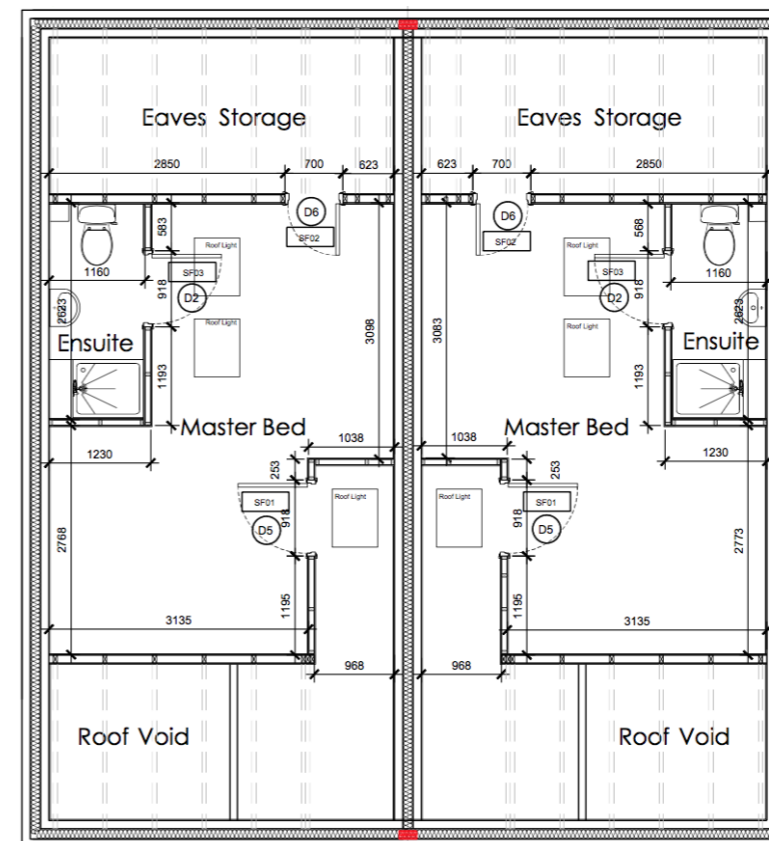 Eaves Storage
Eaves Storage
2850
700
623
623
700
2850
D6
D6
SF02
SF02
583
568
Roof Light
Roof Light
1160
1160
SF03
SF03
918
918
D2
D2
2623
2623
Roof Light
Roof Light
3098
3083
Ensuite
Ensuite
1193
1193
Master Bed
Master Bed
1038
1038
1230
1230
253
253
SF01
SF01
Roof Light
Roof Light
918
918
D5
D5
2768
2773
1195
1195
3135
3135
968
968
Roof Void
Roof Void